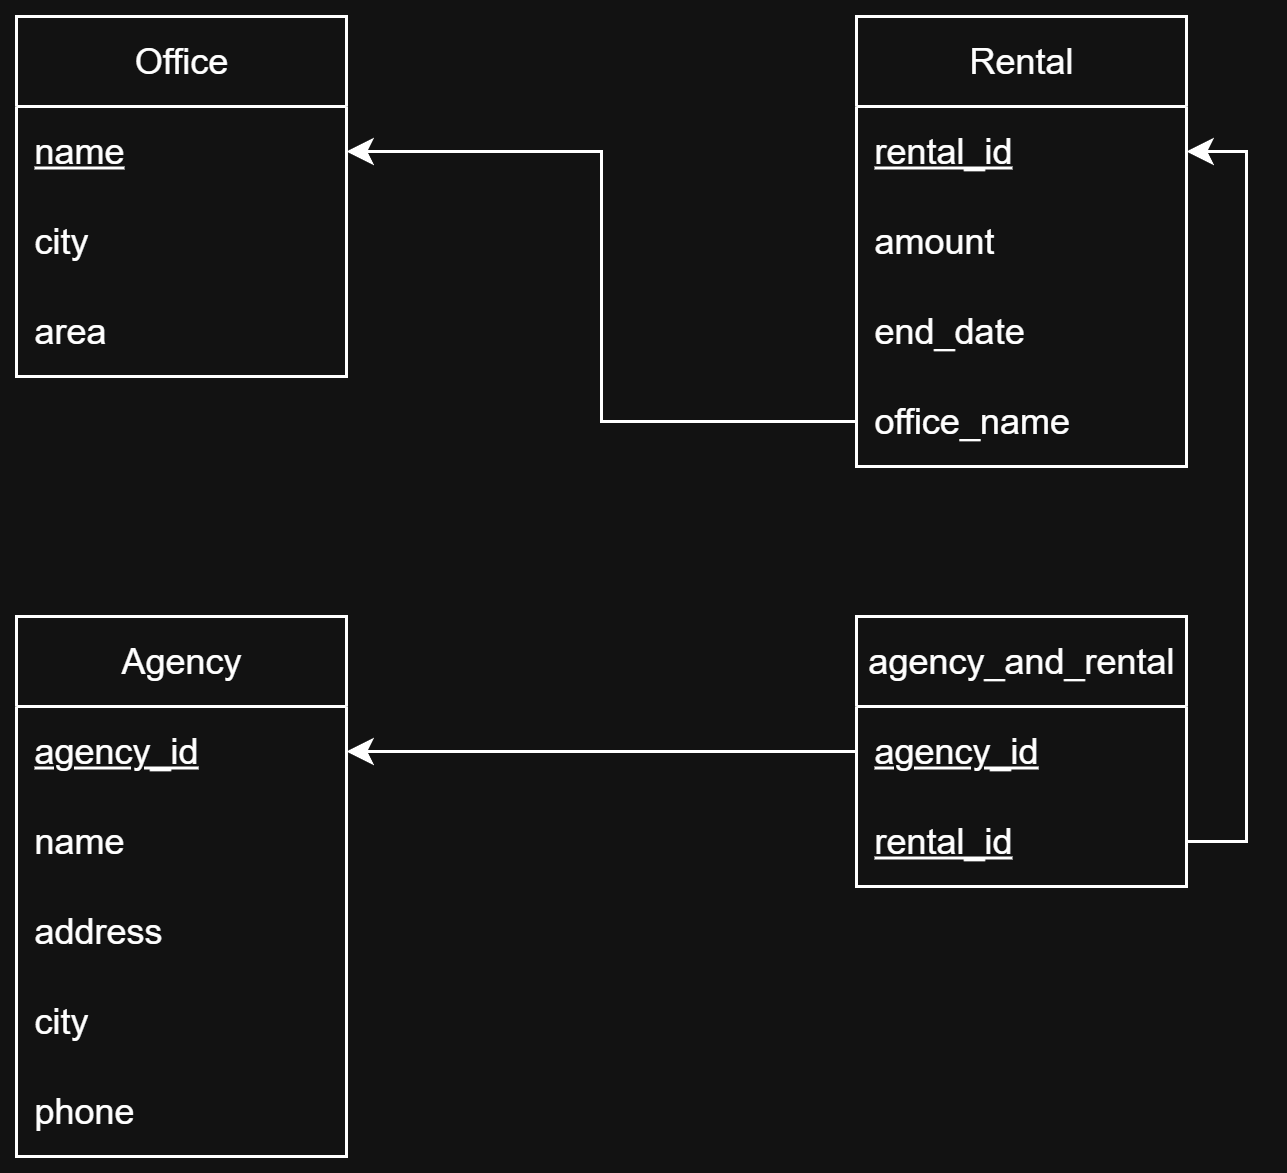 Office
name
city
area
Rental
rental_id
amount
end_date
office_name
Agency
agency_id
name
address
city
phone
agency_and_rental
agency_id
rental_id